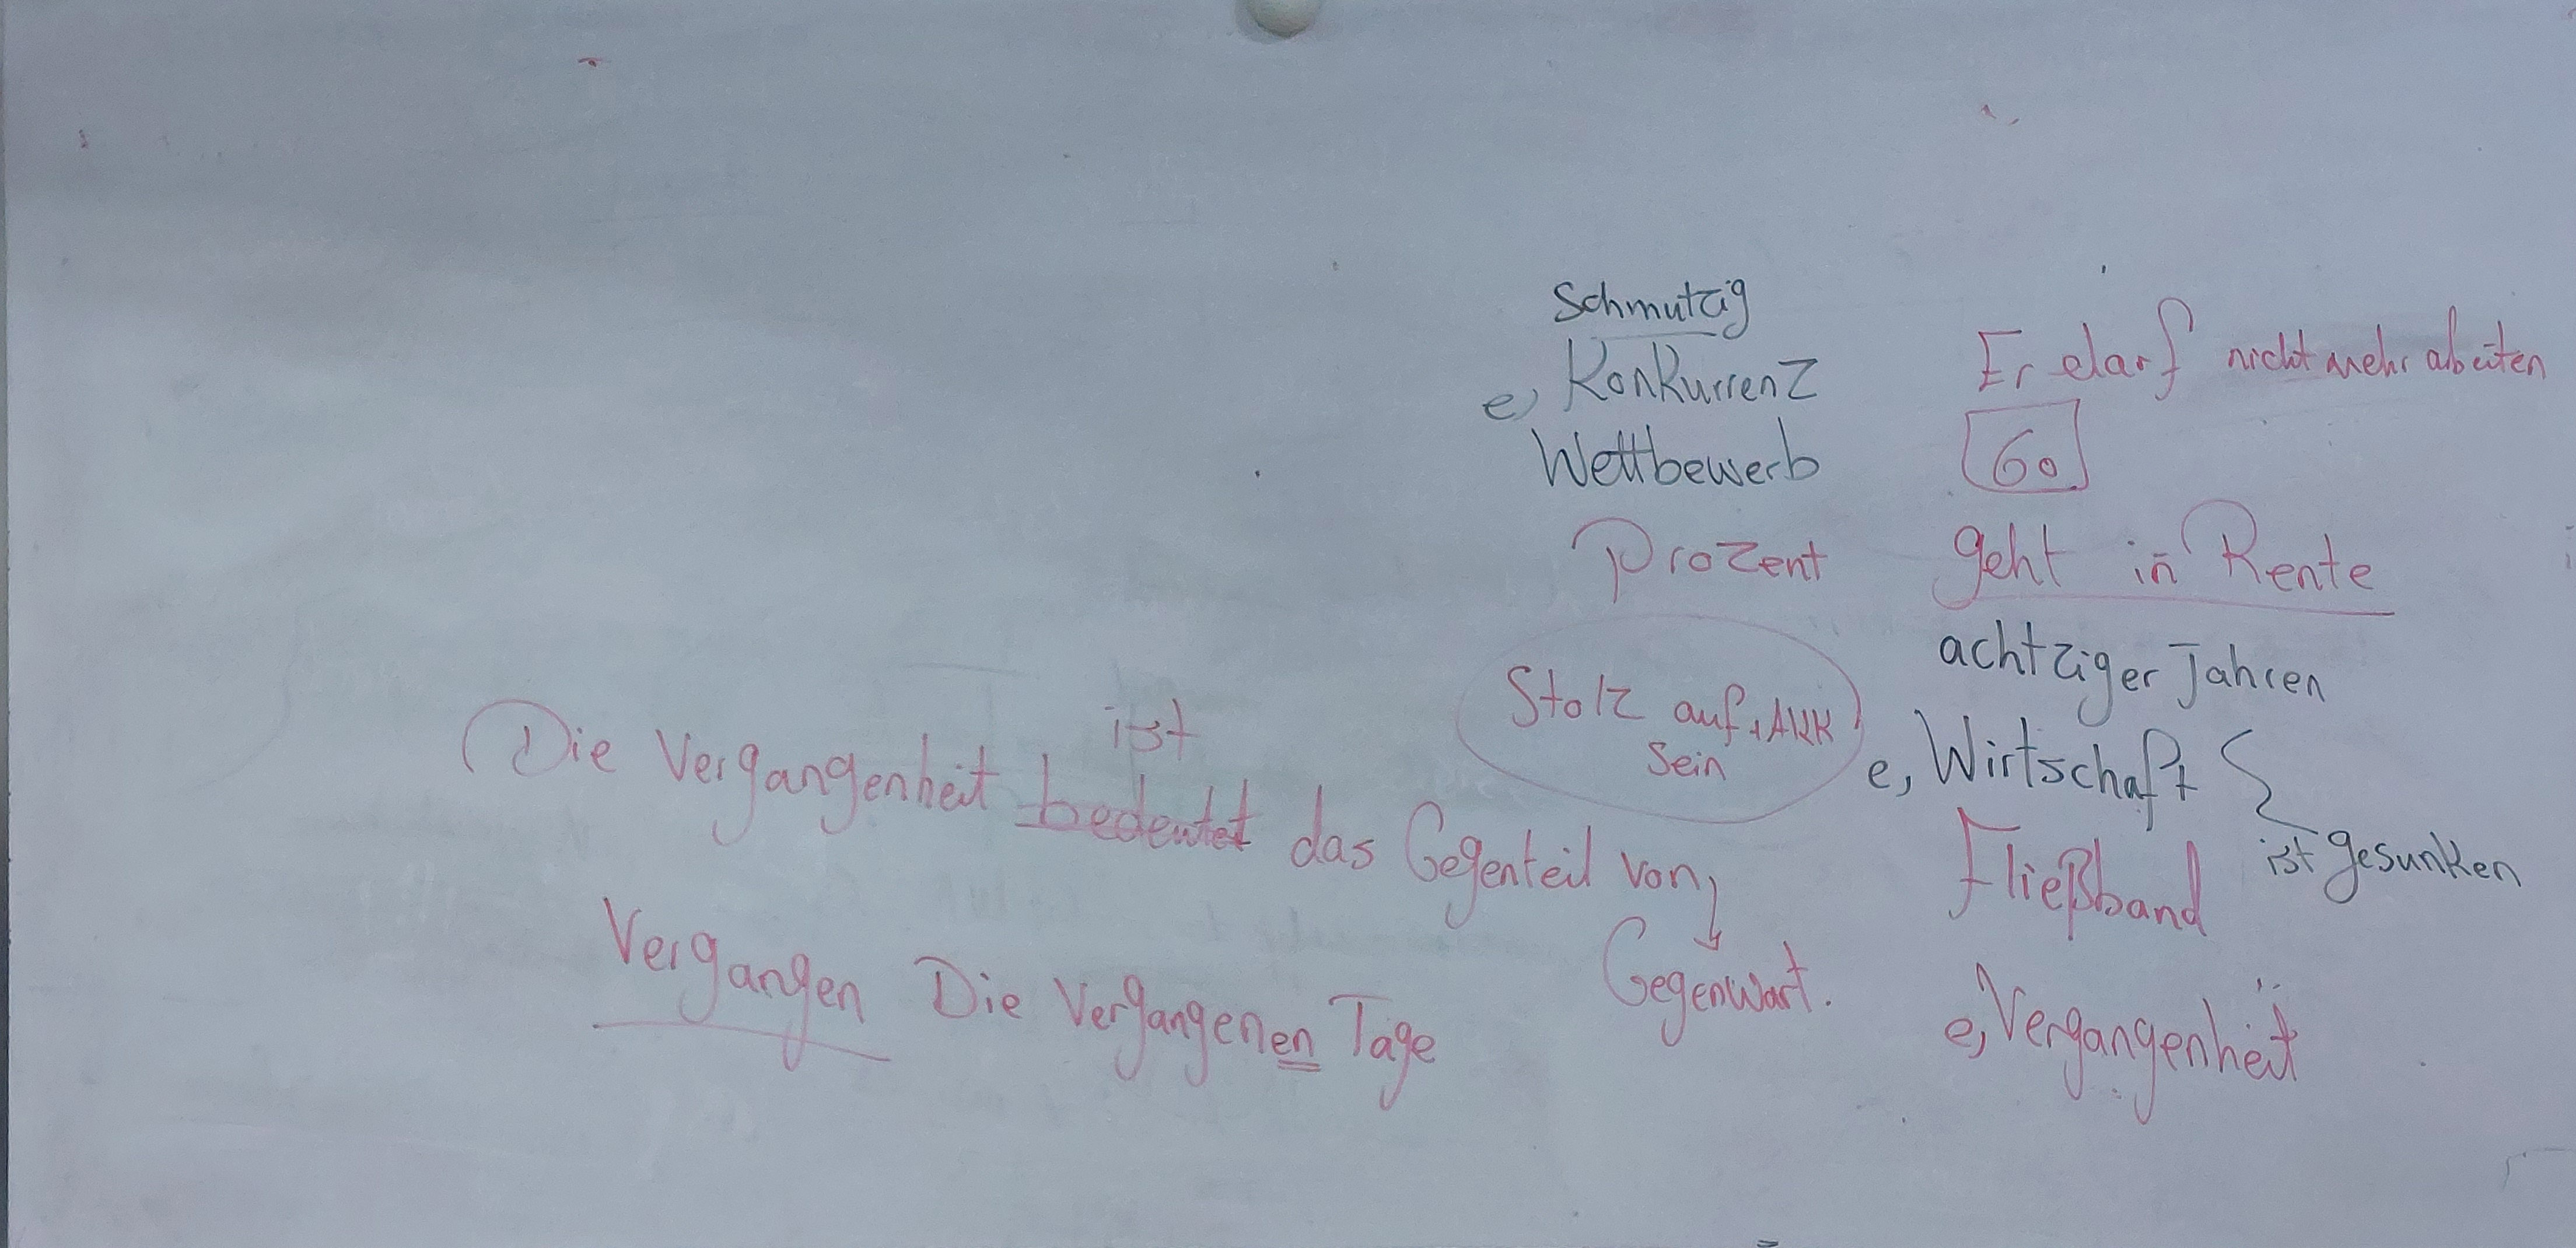 Schmutzig
e, Konkurrenz
Wettbewerb
Prozent
Stolz auf + AKK
Sein
Er darf nicht mehr arbeiten
60
geht in Rente
achtziger Jahren
e, Wirtschaft
ist gesunken
Fließband
e, Vergangenheit
ist
Die Vergangenheit bedeutet das Gegenteil von
Gegenwart.
Vergangen Die Vergangenen Tage